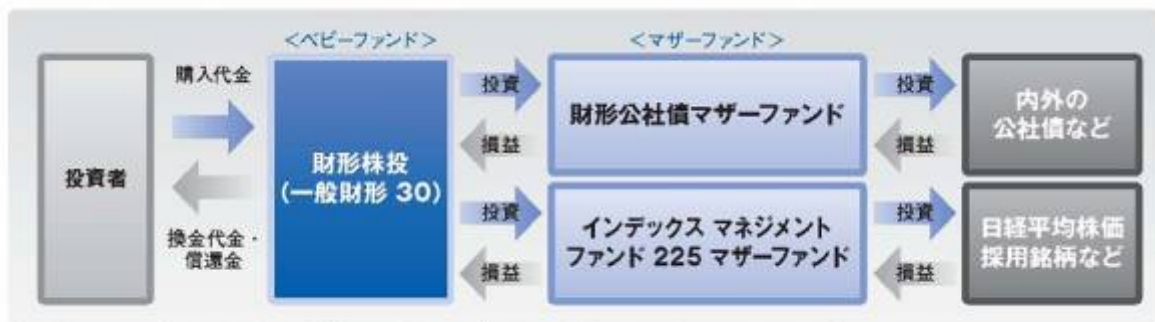 <ベビーファンド>
<マザーファンド>
投資者
購入代金
換金代金・
償還金
財形株投
(一般財形 30)
投資
損益
財形公社債マザーファンド
投資
損益
内外の
公社債など
投資
損益
インデックス マネジメント
ファンド 225 マザーファンド
投資
損益
日経平均株価
採用銘柄など